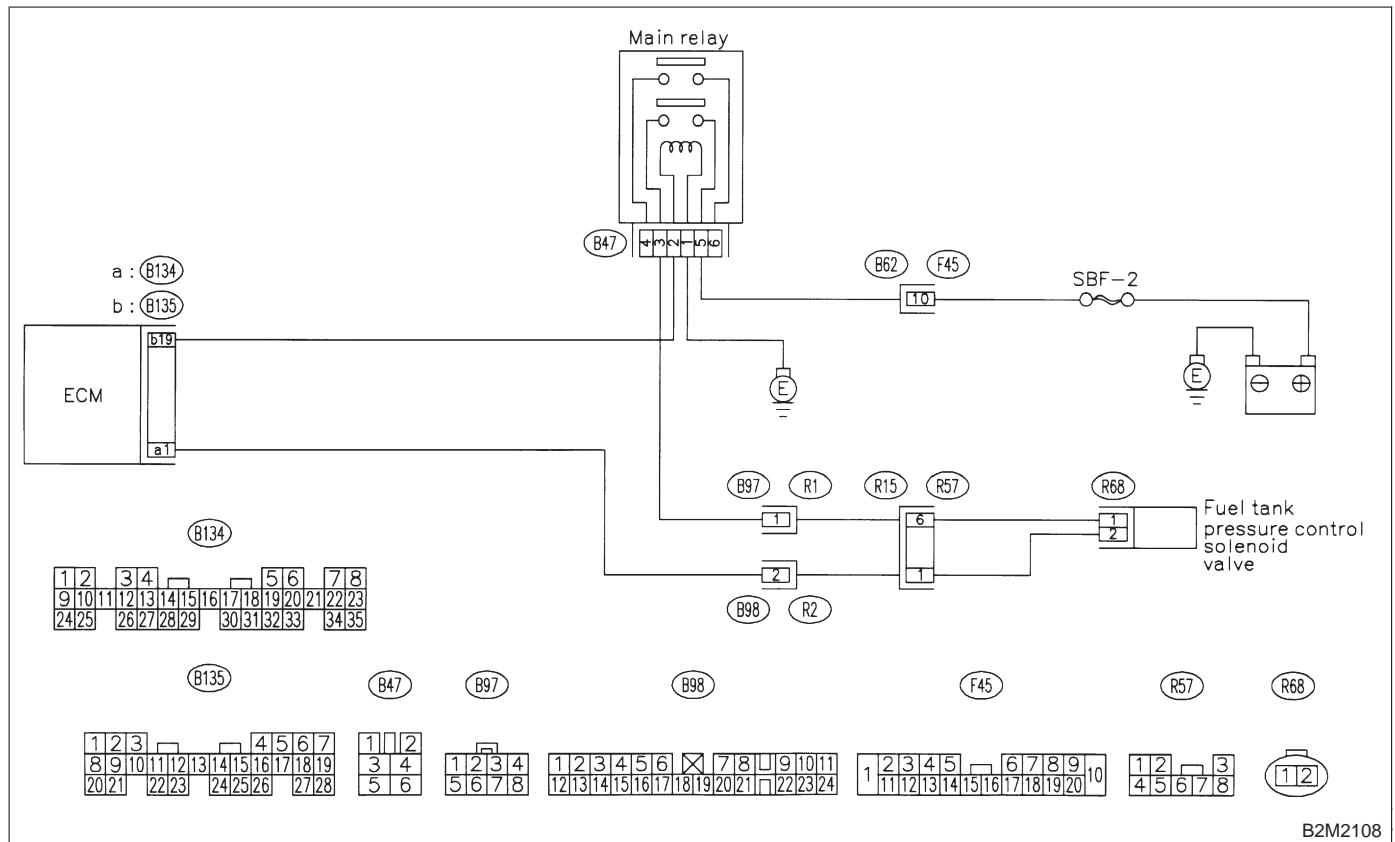 Main relay
B47
4 3 2 1 5 6
a : B134
b : B135
B62 F45
10
SBF-2
E
E
⊖ ⊕
ECM
b19
a1
B97 R1
1
R15 R57
6
1
R68
1
2
Fuel tank
pressure control
solenoid
valve
2
B98 R2
B134
1 2 3 4 5 6 7 8
9 10 11 12 13 14 15 16 17 18 19 20 21 22 23
24 25 26 27 28 29 30 31 32 33 34 35
B135
1 2 3 4 5 6 7
8 9 10 11 12 13 14 15 16 17 18 19
20 21 22 23 24 25 26 27 28
B47
1 2
3 4
5 6
B97
1 2 3 4
5 6 7 8
B98
1 2 3 4 5 6 7 8 9 10 11
12 13 14 15 16 17 18 19 20 21 22 23 24
F45
1 2 3 4 5 6 7 8 9 10
11 12 13 14 15 16 17 18 19 20
R57
1 2 3
4 5 6 7 8
R68
1 2
B2M2108